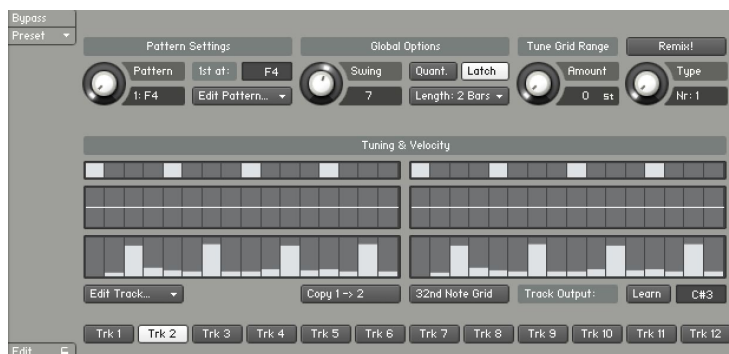 Bypass
Preset
Pattern Settings
Global Options
Tune Grid Range
Remix!
Pattern
1st at:
F4
Swing
Quant.
Latch
Amount
Type
1: F4
Edit Pattern...
7
Length: 2 Bars
0 st
Nr: 1
Tuning & Velocity
Edit Track...
Copy 1 -> 2
32nd Note Grid
Track Output:
Learn
C#3
Trk 1
Trk 2
Trk 3
Trk 4
Trk 5
Trk 6
Trk 7
Trk 8
Trk 9
Trk 10
Trk 11
Trk 12
Edit